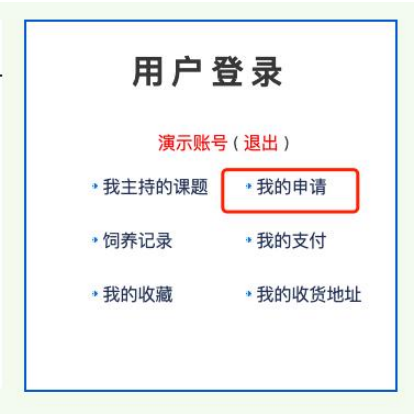 用户登录
演示账号 ( 退出 )
我主持的课题 我的申请
饲养记录 我的支付
我的收藏 我的收货地址